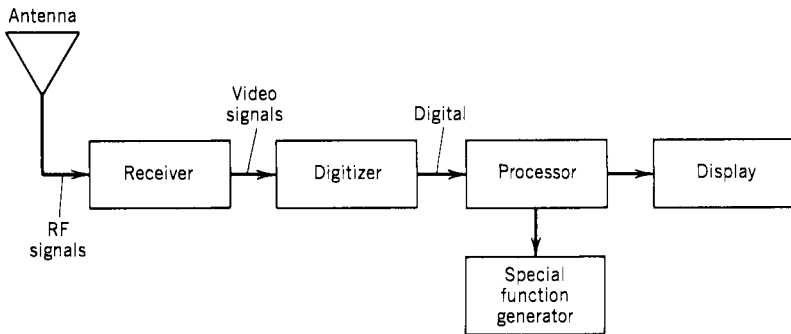 Antenna
Video
signals
Digital
Receiver
Digitizer
Processor
Display
RF
signals
Special
function
generator